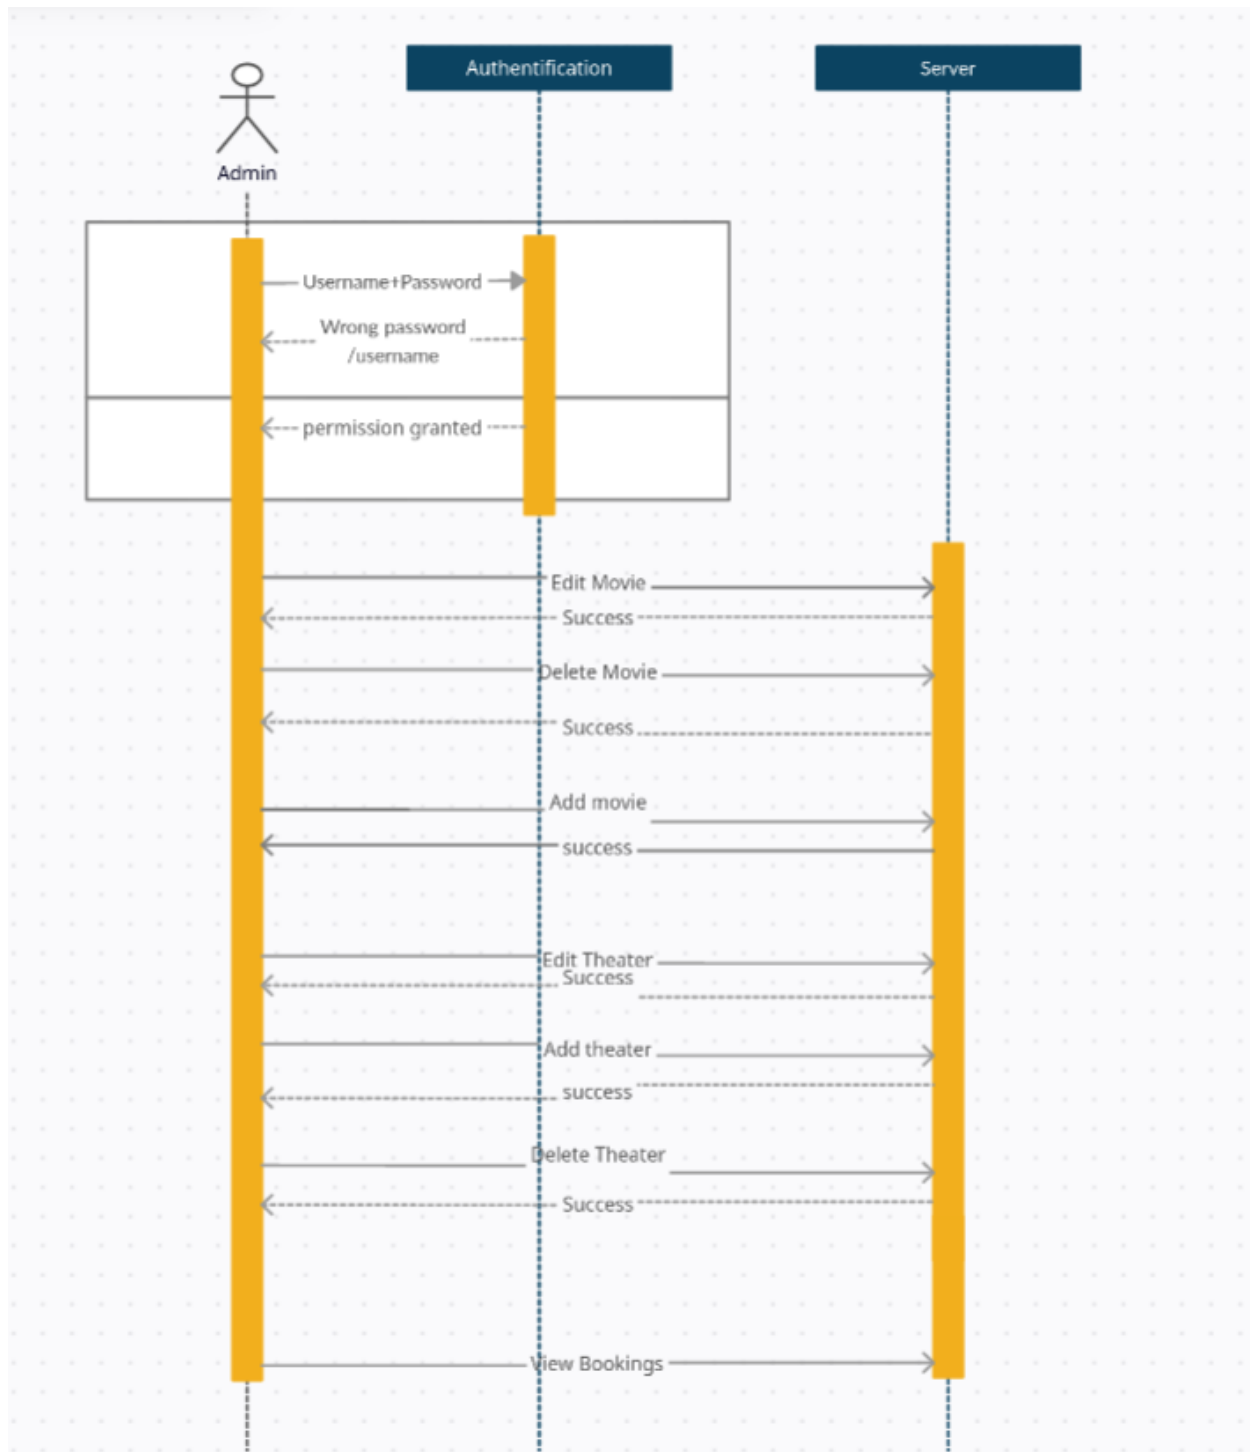 Authentification
Server
Admin
Username+Password
Wrong password
/username
permission granted
Edit Movie
Success
Delete Movie
Success
Add movie
success
Edit Theater
Success
Add theater
success
Delete Theater
Success
View Bookings